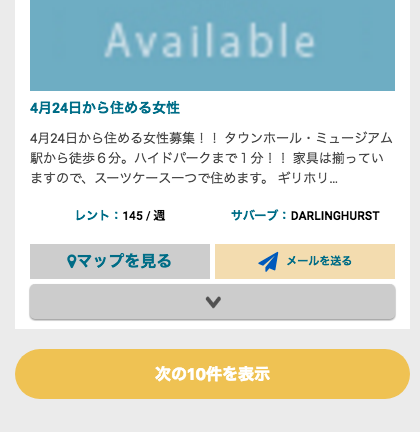 Available
4月24日から住める女性
4月24日から住める女性募集！！ タウンホール・ミュージアム
駅から徒歩６分。ハイドパークまで１分！！ 家具は揃ってい
ますので、スーツケース一つで住めます。 ギリホリ...
レント：145 / 週 サバーブ：DARLINGHURST
マップを見る メールを送る
次の10件を表示